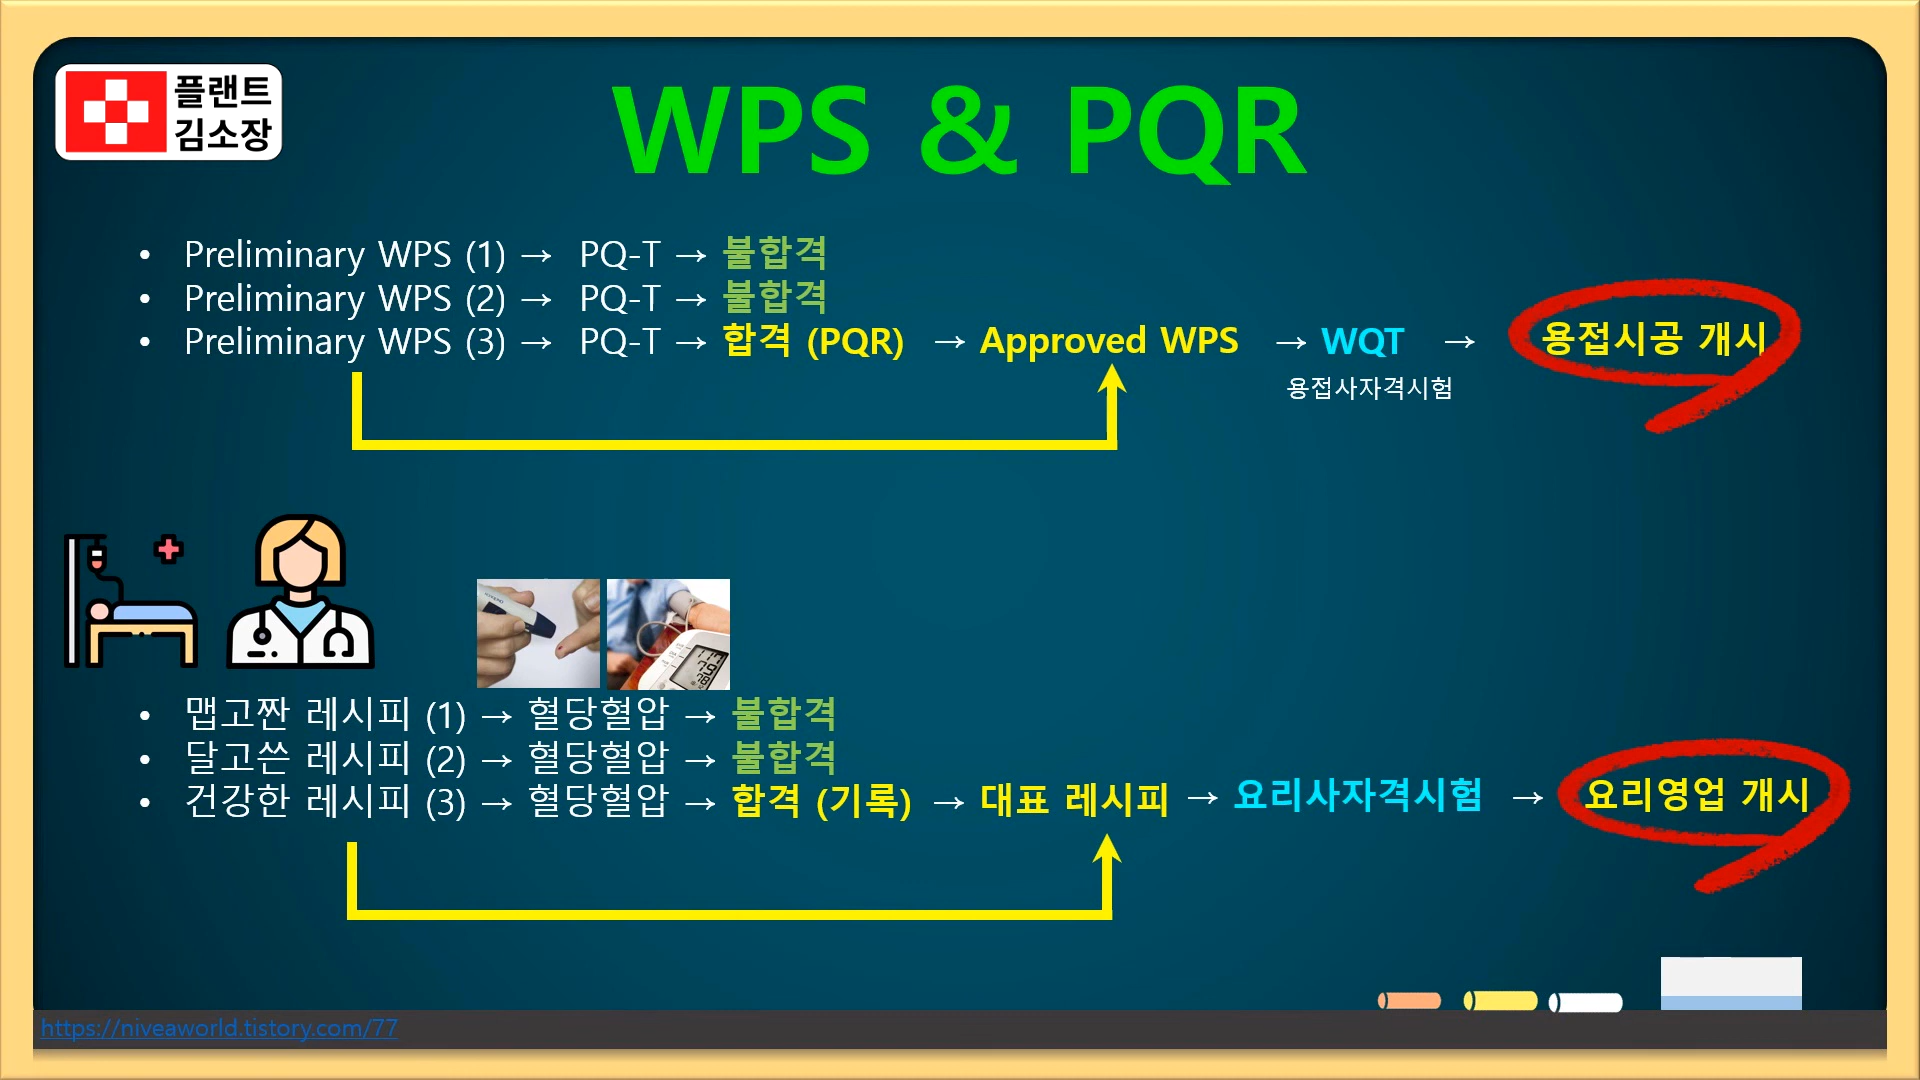 플랜트
김소장
WPS & PQR
• Preliminary WPS (1) → PQ-T → 불합격
• Preliminary WPS (2) → PQ-T → 불합격
• Preliminary WPS (3) → PQ-T → 합격 (PQR) → Approved WPS → WQT → 용접시공 개시
용접사자격시험
177
79
78
• 맵고짠 레시피 (1) → 혈당혈압 → 불합격
• 달고쓴 레시피 (2) → 혈당혈압 → 불합격
• 건강한 레시피 (3) → 혈당혈압 → 합격 (기록) → 대표 레시피 → 요리사자격시험 → 요리영업 개시
https://niveaworld.tistory.com/77